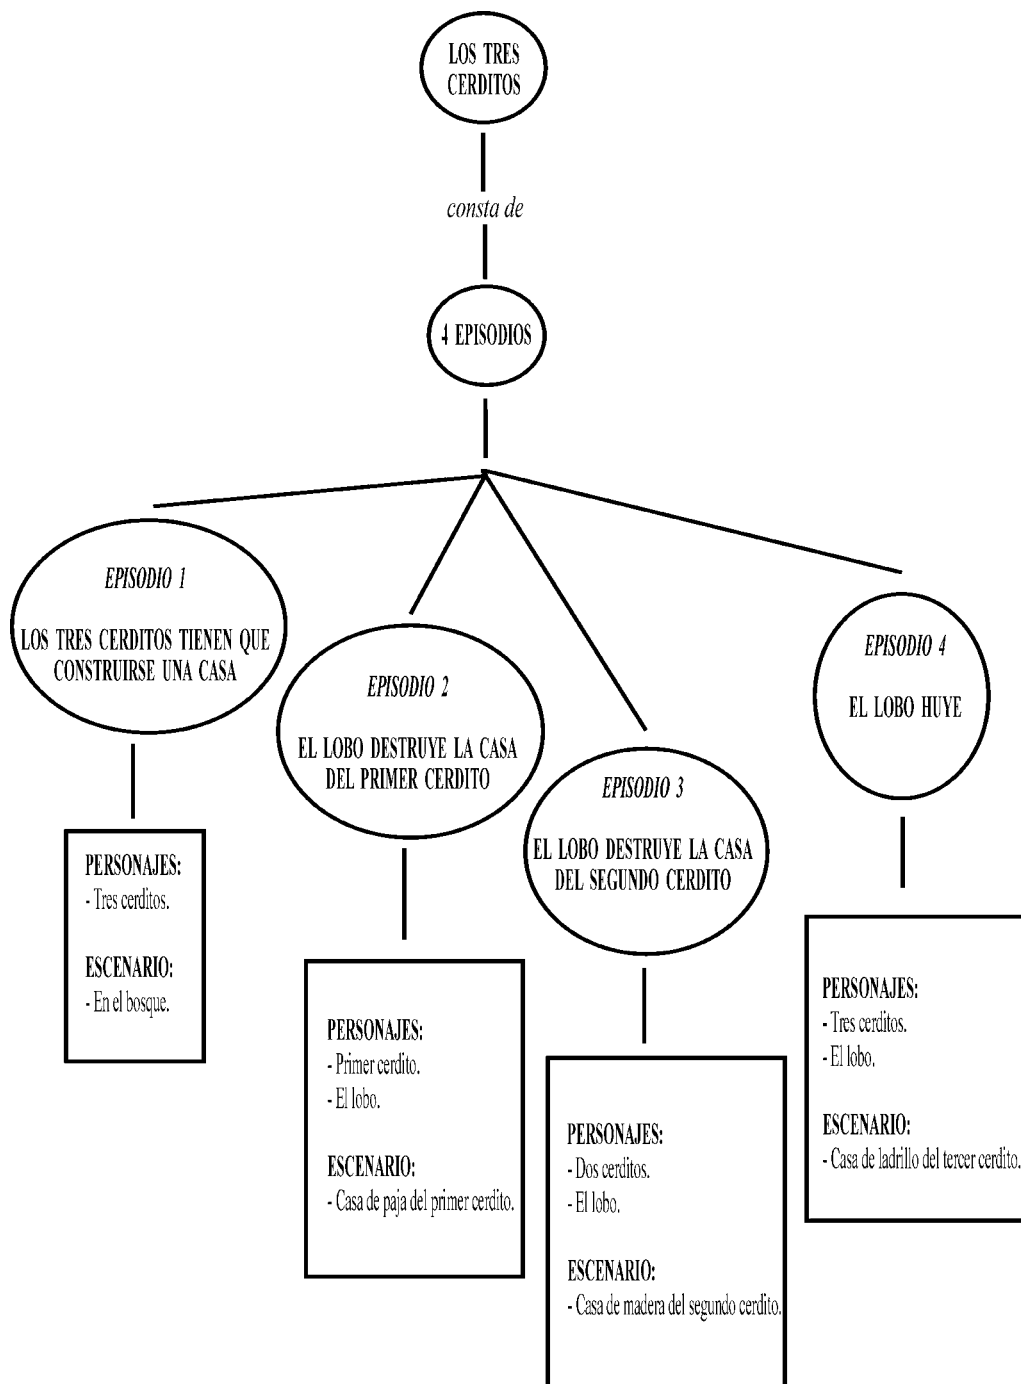 LOS TRES
CERDITOS
consta de
4 EPISODIOS
EPISODIO 1
LOS TRES CERDITOS TIENEN QUE
CONSTRUIRSE UNA CASA
PERSONAJES:
- Tres cerditos.
ESCENARIO:
- En el bosque.
EPISODIO 2
EL LOBO DESTRUYE LA CASA
DEL PRIMER CERDITO
PERSONAJES:
- Primer cerdito.
- El lobo.
ESCENARIO:
- Casa de paja del primer cerdito.
EPISODIO 3
EL LOBO DESTRUYE LA CASA
DEL SEGUNDO CERDITO
PERSONAJES:
- Dos cerditos.
- El lobo.
ESCENARIO:
- Casa de madera del segundo cerdito.
EPISODIO 4
EL LOBO HUYE
PERSONAJES:
- Tres cerditos.
- El lobo.
ESCENARIO:
- Casa de ladrillo del tercer cerdito.